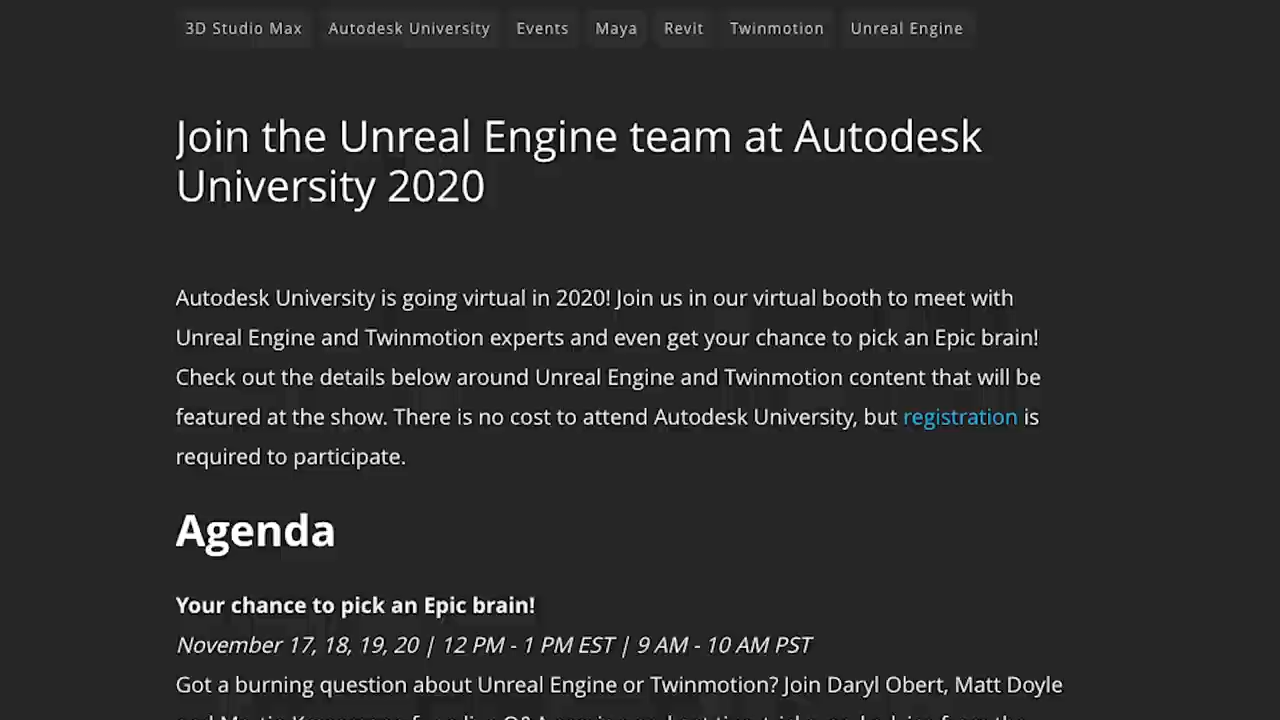 3D Studio Max Autodesk University Events Maya Revit Twinmotion Unreal Engine
Join the Unreal Engine team at Autodesk
University 2020
Autodesk University is going virtual in 2020! Join us in our virtual booth to meet with
Unreal Engine and Twinmotion experts and even get your chance to pick an Epic brain!
Check out the details below around Unreal Engine and Twinmotion content that will be
featured at the show. There is no cost to attend Autodesk University, but registration is
required to participate.
Agenda
Your chance to pick an Epic brain!
November 17, 18, 19, 20 | 12 PM - 1 PM EST | 9 AM - 10 AM PST
Got a burning question about Unreal Engine or Twinmotion? Join Daryl Obert, Matt Doyle